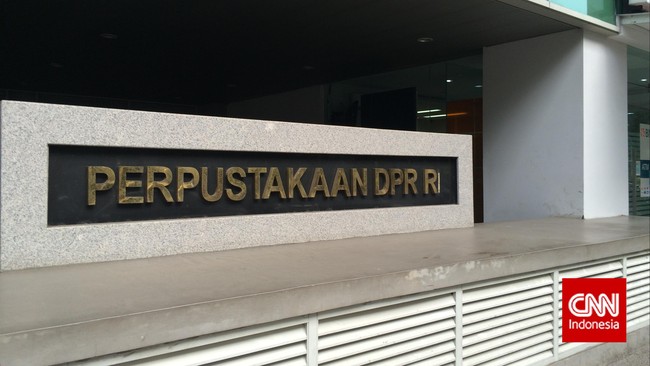 PERPUSTAKAAN DPR RI
CNN
Indonesia